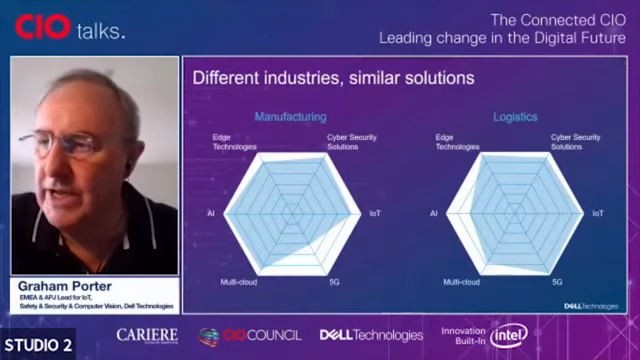 CIO talks.
The Connected CIO
Leading change in the Digital Future
Different industries, similar solutions
Manufacturing
Logistics
Edge
Technologies
Cyber Security
Solutions
Edge
Technologies
Cyber Security
Solutions
AI
IoT
AI
IoT
Multi-cloud
5G
Multi-cloud
5G
DELLTechnologies
Graham Porter
EMEA & APJ Lead for IoT,
Safety & Security & Computer Vision, Dell Technologies
STUDIO 2
CARIERE
CIO COUNCIL
DELLTechnologies
Innovation
Built-In
intel